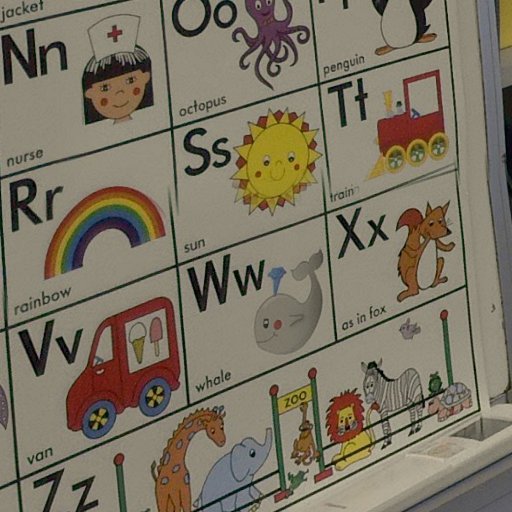 jacket
Nn
nurse
Oo
octopus
penguin
Rr
rainbow
Ss
sun
Tt
train
Vv
van
Ww
whale
Xx
as in fox
Zz
ZOO